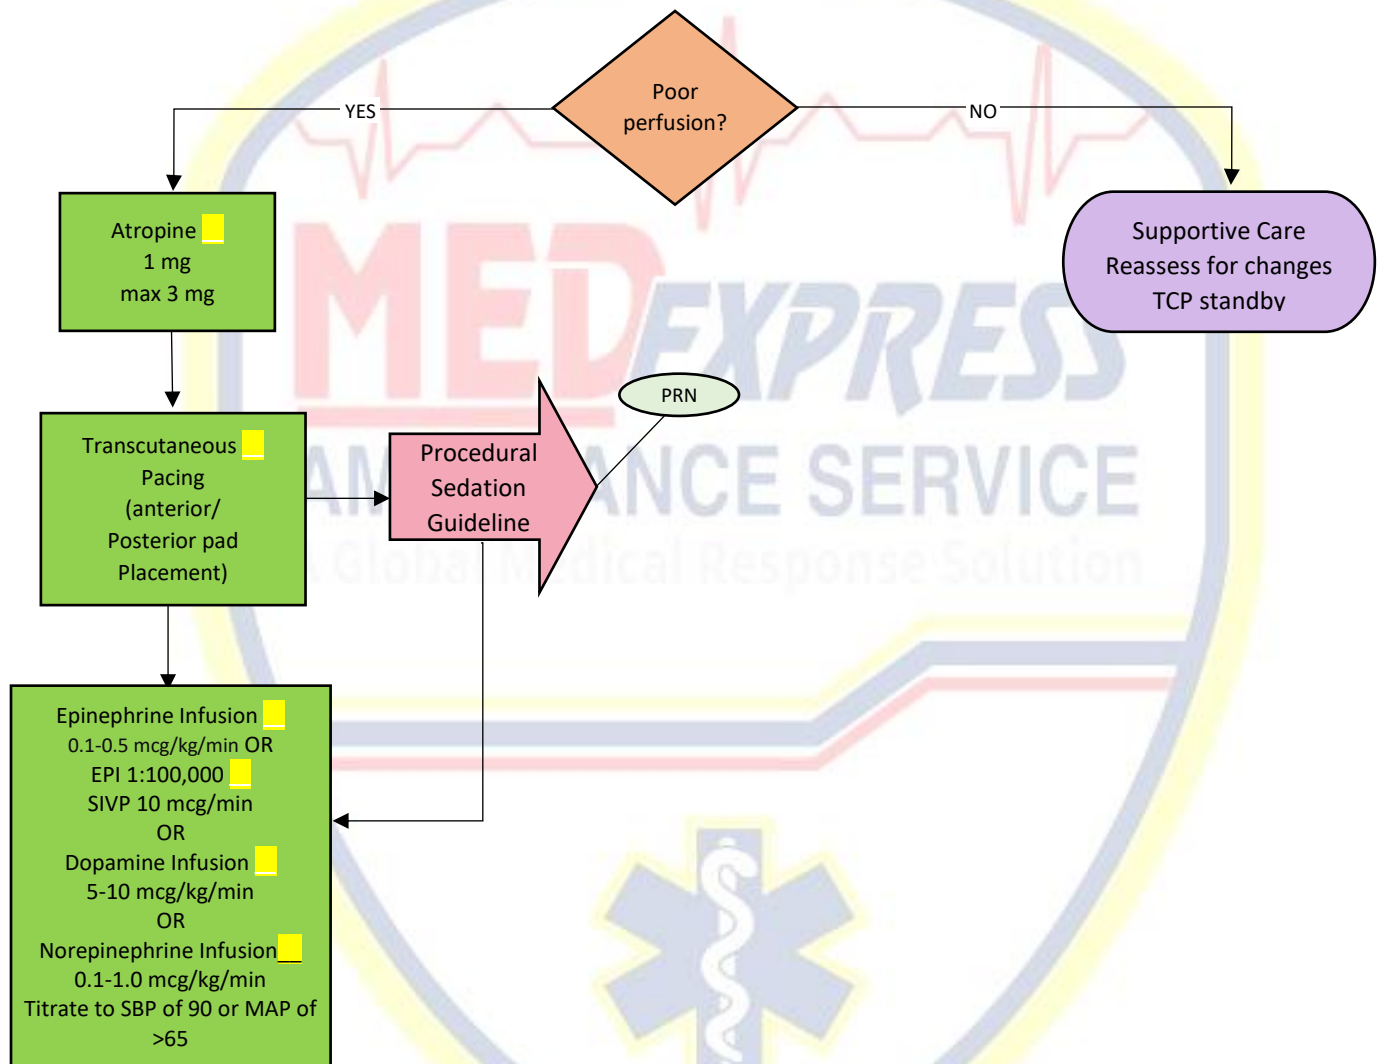 Poor
perfusion?
YES
NO
Atropine
1 mg
max 3 mg
Supportive Care
Reassess for changes
TCP standby
MEDEXPRESS
AMBULANCE SERVICE
A Global Medical Response Solution
PRN
Transcutaneous
Pacing
(anterior/
Posterior pad
Placement)
Procedural
Sedation
Guideline
Epinephrine Infusion
0.1-0.5 mcg/kg/min OR
EPI 1:100,000
SIVP 10 mcg/min
OR
Dopamine Infusion
5-10 mcg/kg/min
OR
Norepinephrine Infusion
0.1-1.0 mcg/kg/min
Titrate to SBP of 90 or MAP of
>65